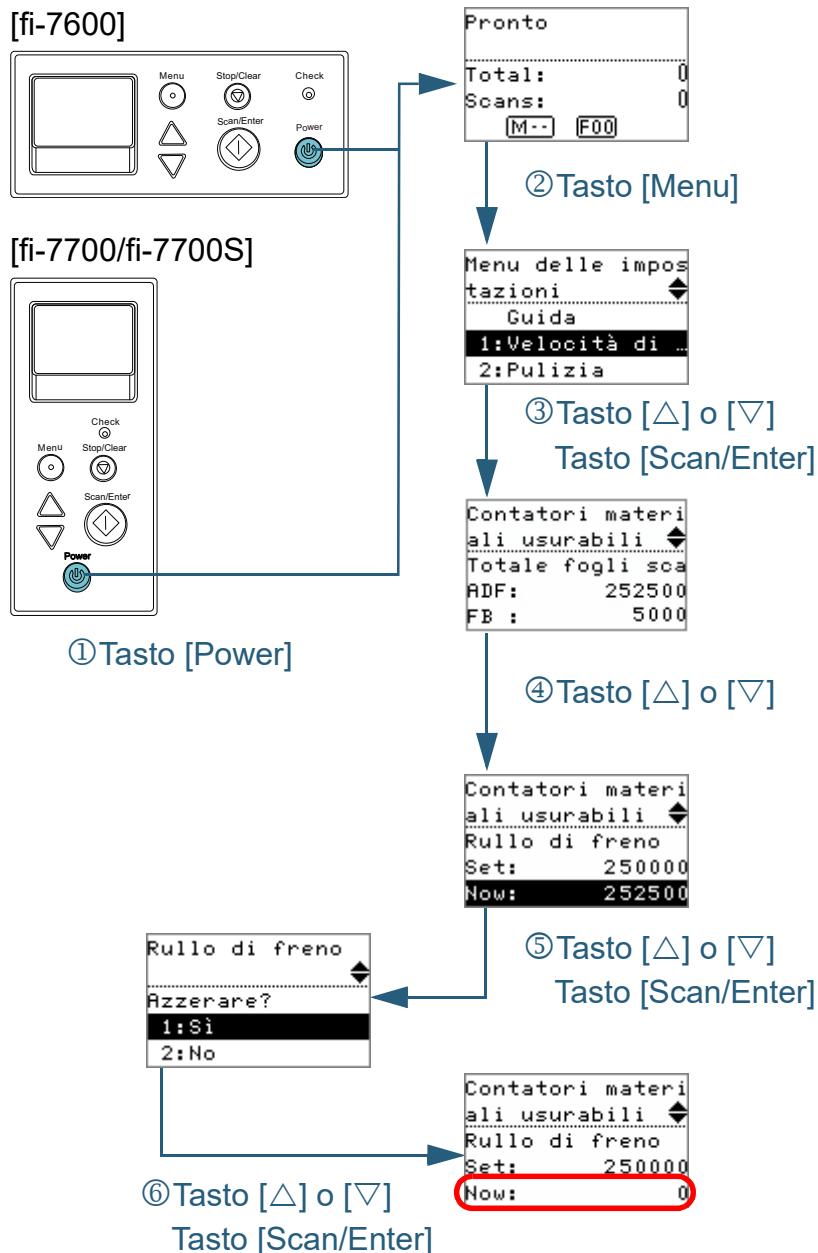 [fi-7600]
Menu
Stop/Clear
Check
Scan/Enter
Power
[fi-7700/fi-7700S]
Check
Menu
Stop/Clear
Scan/Enter
Power
①Tasto [Power]
Pronto
Total: 0
Scans: 0
M-- F00
②Tasto [Menu]
Menu delle impos
tazioni
Guida
1:Velocità di …
2:Pulizia
③Tasto [△] o [▽]
Tasto [Scan/Enter]
Contatori materi
ali usurabili
Totale fogli sca
ADF: 252500
FB : 5000
④Tasto [△] o [▽]
Contatori materi
ali usurabili
Rullo di freno
Set: 250000
Now: 252500
⑤Tasto [△] o [▽]
Tasto [Scan/Enter]
Rullo di freno
Azzerare?
1:Sì
2:No
⑥Tasto [△] o [▽]
Tasto [Scan/Enter]
Contatori materi
ali usurabili
Rullo di freno
Set: 250000
Now: 0